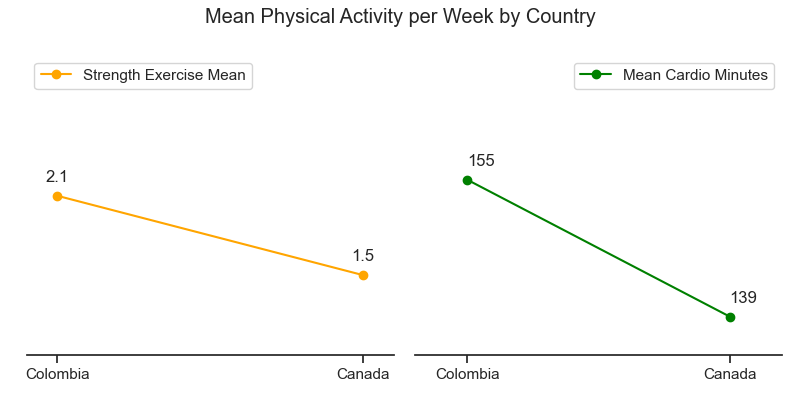 Mean Physical Activity per Week by Country
Strength Exercise Mean
2.1
1.5
Colombia
Canada
Mean Cardio Minutes
155
139
Colombia
Canada